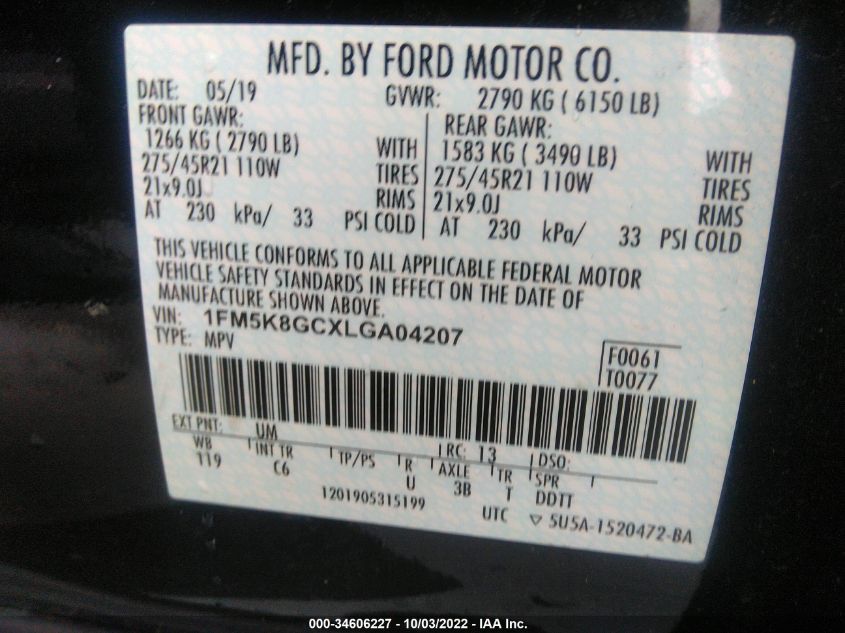 MFD. BY FORD MOTOR CO.
DATE: 05/19 GVWR: 2790 KG ( 6150 LB)
FRONT GAWR: REAR GAWR:
1266 KG ( 2790 LB) WITH 1583 KG ( 3490 LB) WITH
275/45R21 110W TIRES 275/45R21 110W TIRES
21x9.0J RIMS 21x9.0J RIMS
AT 230 kPa/ 33 PSI COLD AT 230 kPa/ 33 PSI COLD
THIS VEHICLE CONFORMS TO ALL APPLICABLE FEDERAL MOTOR
VEHICLE SAFETY STANDARDS IN EFFECT ON THE DATE OF
MANUFACTURE SHOWN ABOVE.
VIN: 1FM5K8GCXLGA04207
TYPE: MPV
F0061
T0077
EXT PNT: UM RC: 13 DSO:
WB INT TR TP/PS R AXLE TR SPR
119 C6 U 3B T DDTT
1201905315199 UTC ▽ 5U5A-1520472-BA
000-34606227 - 10/03/2022 - IAA Inc.